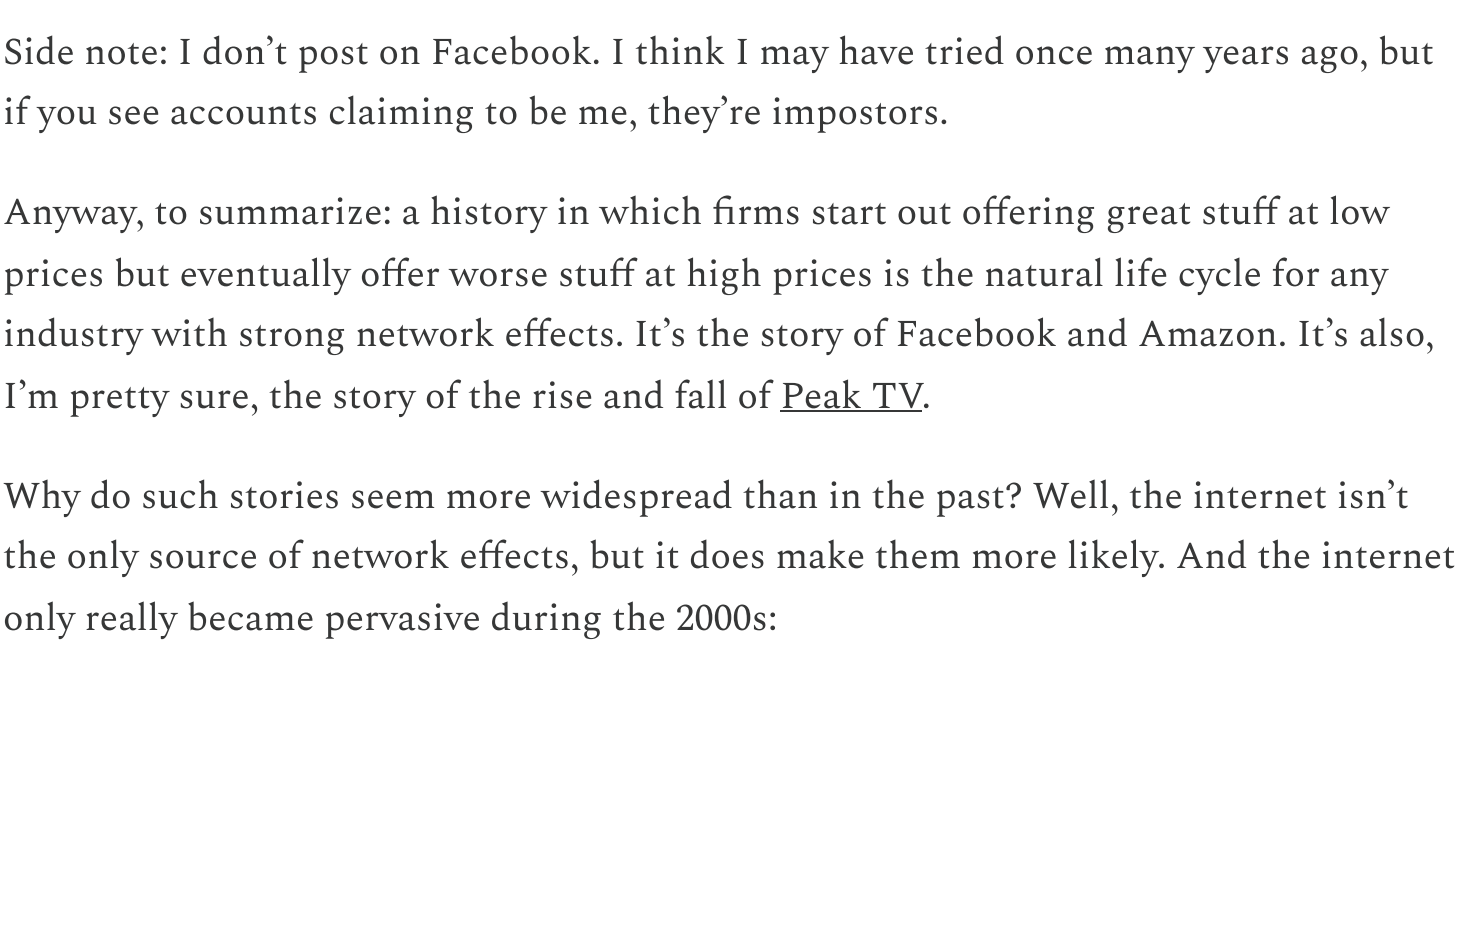 Side note: I don’t post on Facebook. I think I may have tried once many years ago, but
if you see accounts claiming to be me, they’re impostors.
Anyway, to summarize: a history in which firms start out offering great stuff at low
prices but eventually offer worse stuff at high prices is the natural life cycle for any
industry with strong network effects. It’s the story of Facebook and Amazon. It’s also,
I’m pretty sure, the story of the rise and fall of Peak TV.
Why do such stories seem more widespread than in the past? Well, the internet isn’t
the only source of network effects, but it does make them more likely. And the internet
only really became pervasive during the 2000s: